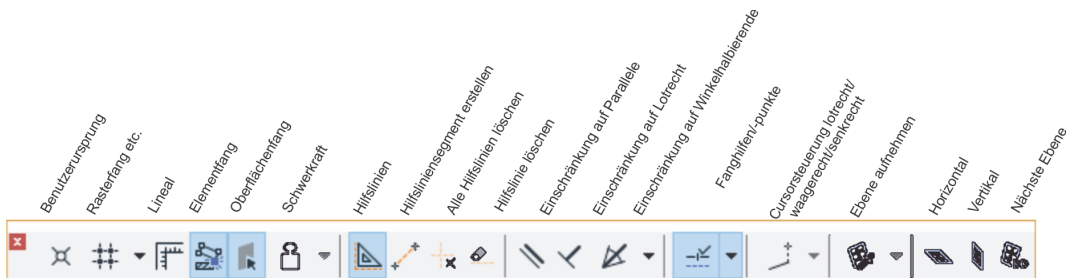 Benutzerursprung
Rasterfang etc.
Lineal
Elementfang
Oberflächenfang
Schwerkraft
Hilfslinien
Hilfsliniensegment erstellen
Alle Hilfslinien löschen
Hilfslinie löschen
Einschränkung auf Parallele
Einschränkung auf Lotrecht
Einschränkung auf Winkelhalbierende
Fanghilfen/-punkte
Cursorsteuerung lotrecht/
waagerecht/senkrecht
Ebene aufnehmen
Horizontal
Vertikal
Nächste Ebene